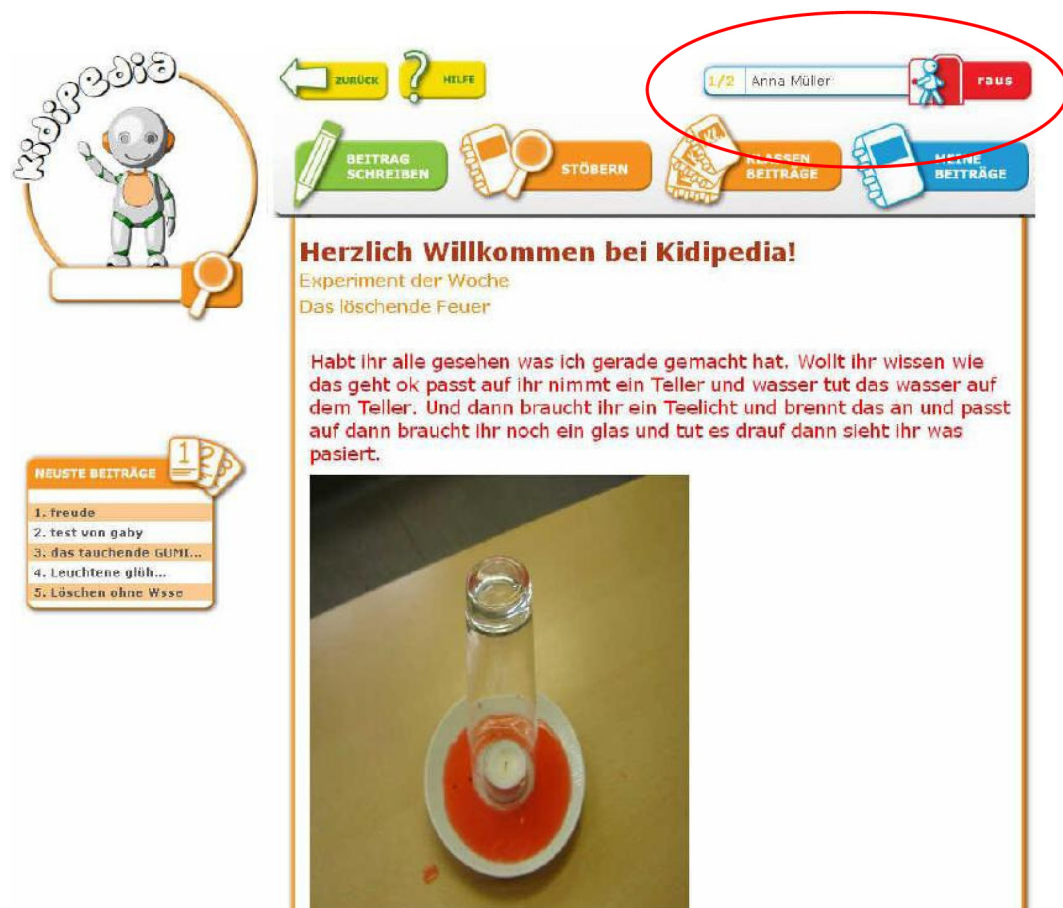 kidipedia
ZURÜCK
HILFE
1/2 Anna Müller
raus
BEITRAG
SCHREIBEN
STÖBERN
KLASSEN
BEITRÄGE
MEINE
BEITRÄGE
Herzlich Willkommen bei Kidipedia!
Experiment der Woche
Das löschende Feuer
Habt ihr alle gesehen was ich gerade gemacht hat. Wollt ihr wissen wie
das geht ok passt auf ihr nimmt ein Teller und wasser tut das wasser auf
dem Teller. Und dann braucht ihr ein Teelicht und brennt das an und passt
auf dann braucht ihr noch ein glas und tut es drauf dann sieht ihr was
pasiert.
NEUSTE BEITRÄGE
1 2 3
1. freude
2. test von gaby
3. das tauchende GUMI...
4. Leuchtene glüh...
5. Löschen ohne Wsse